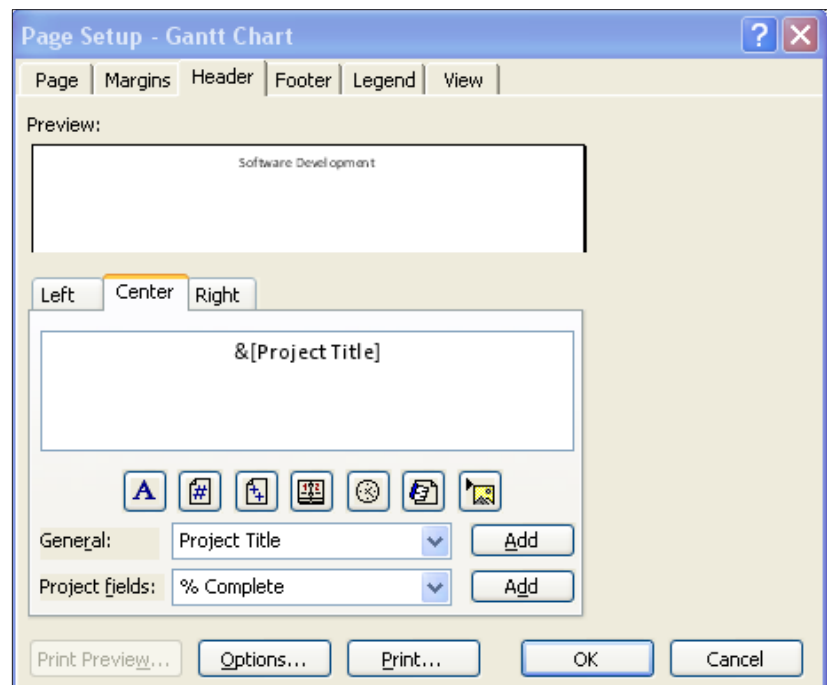 Page Setup - Gantt Chart
Page Margins Header Footer Legend View
Preview:
Software Development
Left Center Right
&[Project Title]
General: Project Title Add
Project fields: % Complete Add
Print Preview... Options... Print... OK Cancel